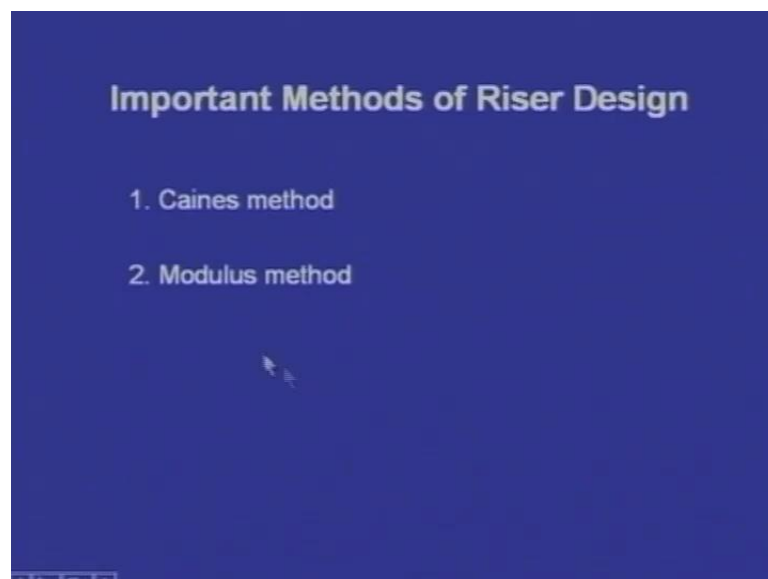 Important Methods of Riser Design
1. Caines method
2. Modulus method